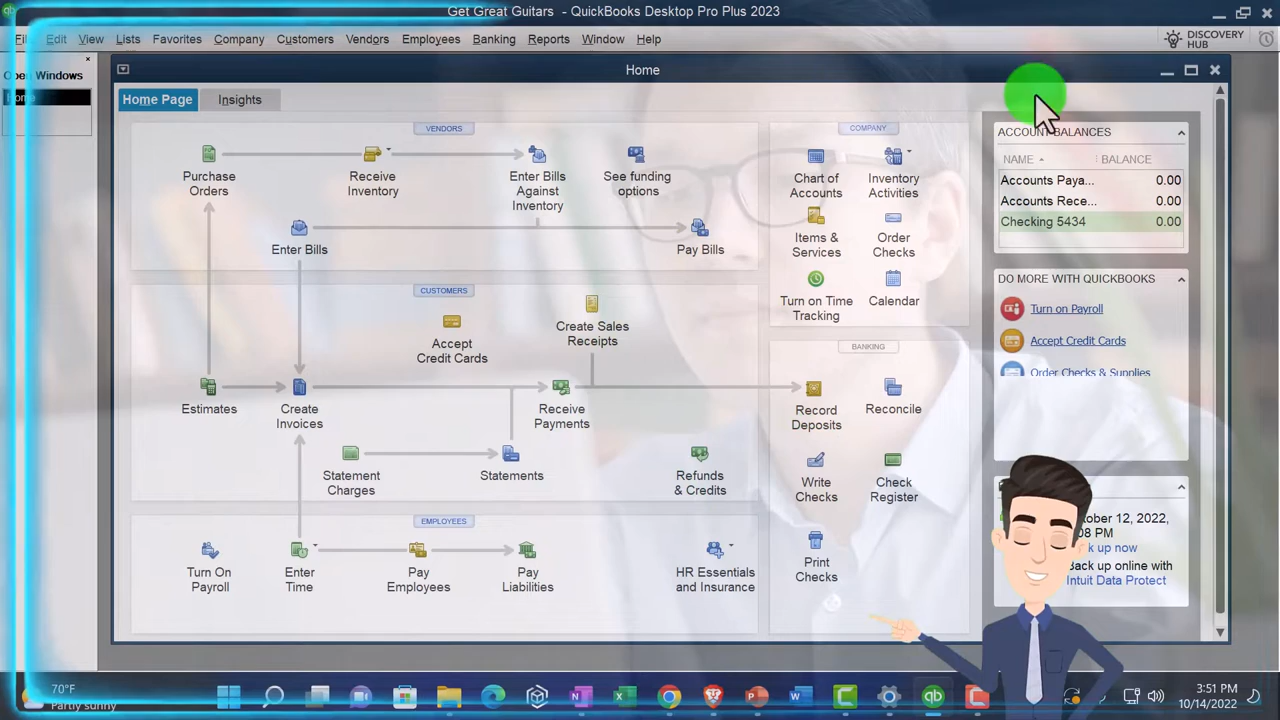 Get Great Guitars - QuickBooks Desktop Pro Plus 2023
File Edit View Lists Favorites Company Customers Vendors Employees Banking Reports Window Help
DISCOVERY
HUB
Open Windows
Home
Home
Home Page Insights
VENDORS
Purchase
Orders
Receive
Inventory
Enter Bills
Against
Inventory
See funding
options
Enter Bills
Pay Bills
CUSTOMERS
Create Sales
Receipts
Accept
Credit Cards
Estimates
Create
Invoices
Receive
Payments
Statement
Charges
Statements
Refunds
& Credits
EMPLOYEES
Turn On
Payroll
Enter
Time
Pay
Employees
Pay
Liabilities
HR Essentials
and Insurance
COMPANY
Chart of
Accounts
Inventory
Activities
Items &
Services
Order
Checks
Turn on Time
Tracking
Calendar
BANKING
Record
Deposits
Reconcile
Write
Checks
Check
Register
Print
Checks
ACCOUNT BALANCES
NAME BALANCE
Accounts Paya... 0.00
Accounts Rece... 0.00
Checking 5434 0.00
DO MORE WITH QUICKBOOKS
Turn on Payroll
Accept Credit Cards
Order Checks & Supplies
12, 2022,
PM
up now
Back up online with
Intuit Data Protect
70°F
Partly sunny
3:51 PM
10/14/2022